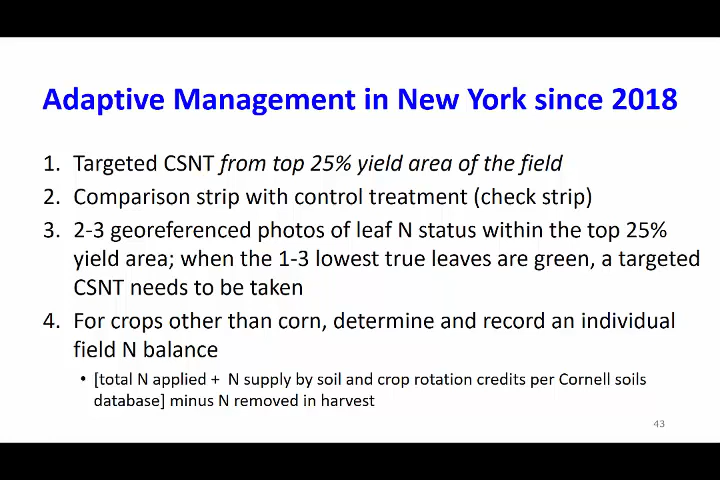 Adaptive Management in New York since 2018
1. Targeted CSNT from top 25% yield area of the field
2. Comparison strip with control treatment (check strip)
3. 2-3 georeferenced photos of leaf N status within the top 25%
yield area; when the 1-3 lowest true leaves are green, a targeted
CSNT needs to be taken
4. For crops other than corn, determine and record an individual
field N balance
• [total N applied + N supply by soil and crop rotation credits per Cornell soils
database] minus N removed in harvest
43